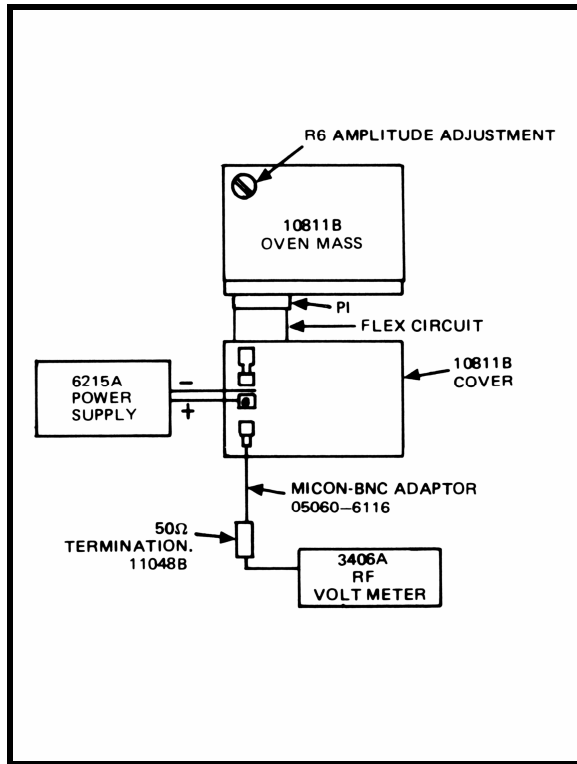 R6 AMPLITUDE ADJUSTMENT
10811B
OVEN MASS
PI
FLEX CIRCUIT
10811B
COVER
6215A
POWER
SUPPLY
−
+
MICON-BNC ADAPTOR
05060–6116
50Ω
TERMINATION.
11048B
3406A
RF
VOLT METER